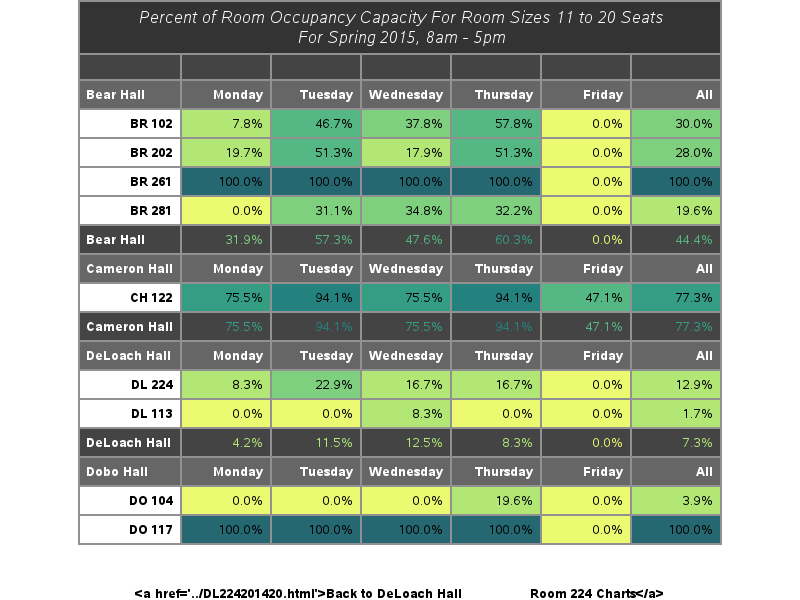 Percent of Room Occupancy Capacity For Room Sizes 11 to 20 Seats
For Spring 2015, 8am - 5pm
Bear Hall Monday Tuesday Wednesday Thursday Friday All
BR 102 7.8% 46.7% 37.8% 57.8% 0.0% 30.0%
BR 202 19.7% 51.3% 17.9% 51.3% 0.0% 28.0%
BR 261 100.0% 100.0% 100.0% 100.0% 0.0% 100.0%
BR 281 0.0% 31.1% 34.8% 32.2% 0.0% 19.6%
Bear Hall 31.9% 57.3% 47.6% 60.3% 0.0% 44.4%
Cameron Hall Monday Tuesday Wednesday Thursday Friday All
CH 122 75.5% 94.1% 75.5% 94.1% 47.1% 77.3%
Cameron Hall 75.5% 94.1% 75.5% 94.1% 47.1% 77.3%
DeLoach Hall Monday Tuesday Wednesday Thursday Friday All
DL 224 8.3% 22.9% 16.7% 16.7% 0.0% 12.9%
DL 113 0.0% 0.0% 8.3% 0.0% 0.0% 1.7%
DeLoach Hall 4.2% 11.5% 12.5% 8.3% 0.0% 7.3%
Dobo Hall Monday Tuesday Wednesday Thursday Friday All
DO 104 0.0% 0.0% 0.0% 19.6% 0.0% 3.9%
DO 117 100.0% 100.0% 100.0% 100.0% 0.0% 100.0%
<a href='../DL224201420.html'>Back to DeLoach Hall Room 224 Charts</a>